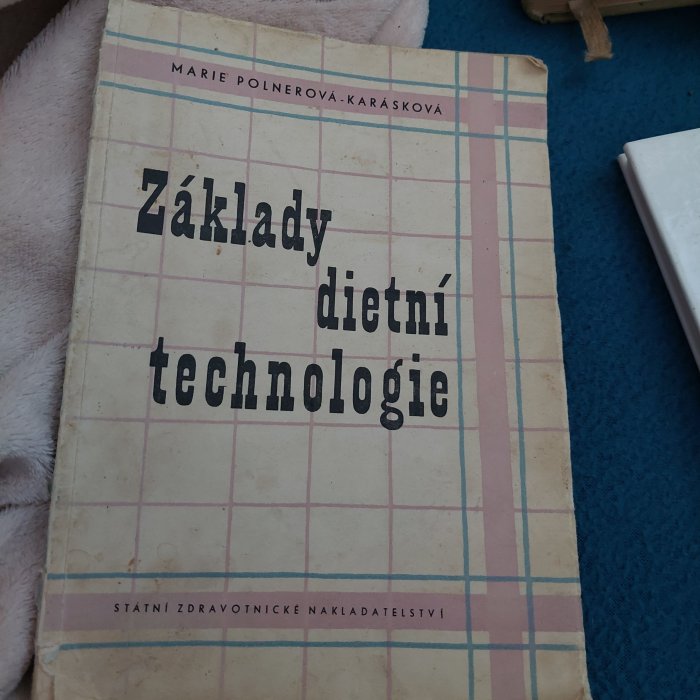 MARIE POLNEROVÁ-KARÁSKOVÁ
Základy
dietní
technologie
STÁTNÍ ZDRAVOTNICKÉ NAKLADATELSTVÍ